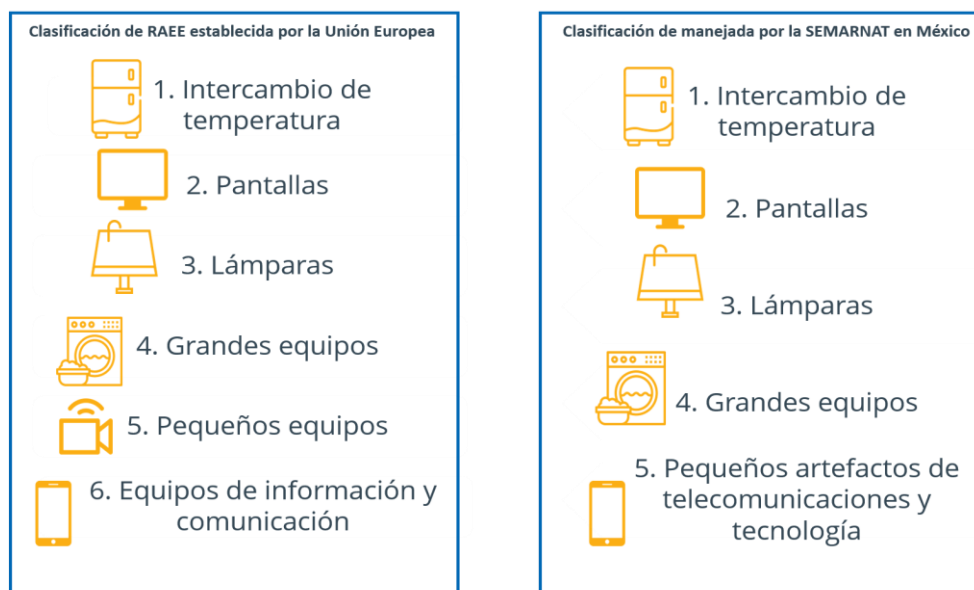 Clasificación de RAEE establecida por la Unión Europea
1. Intercambio de
temperatura
2. Pantallas
3. Lámparas
4. Grandes equipos
5. Pequeños equipos
6. Equipos de información y
comunicación
Clasificación de manejada por la SEMARNAT en México
1. Intercambio de
temperatura
2. Pantallas
3. Lámparas
4. Grandes equipos
5. Pequeños artefactos de
telecomunicaciones y
tecnología